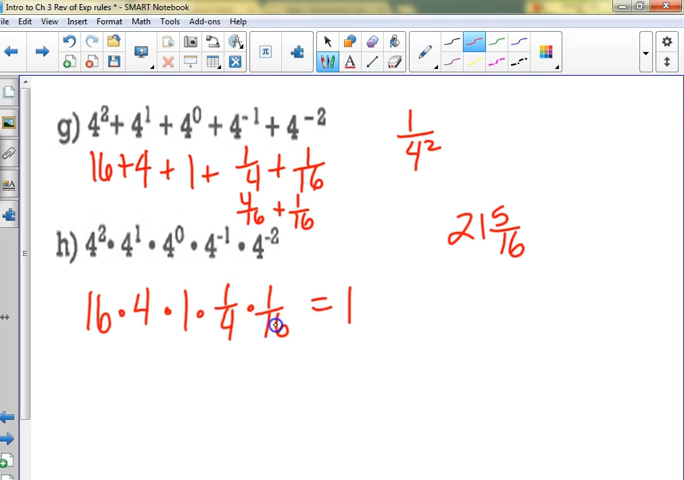 Intro to Ch 3 Rev of Exp rules * - SMART Notebook
Edit View Insert Format Tools Add-ons Help
g) 4² + 4¹ + 4⁰ + 4⁻¹ + 4⁻²
1/4²
16 + 4 + 1 + 1/4 + 1/16
4/16 + 1/16
21 5/16
h) 4² • 4¹ • 4⁰ • 4⁻¹ • 4⁻²
16 • 4 • 1 • 1/4 • 1/16 = 1